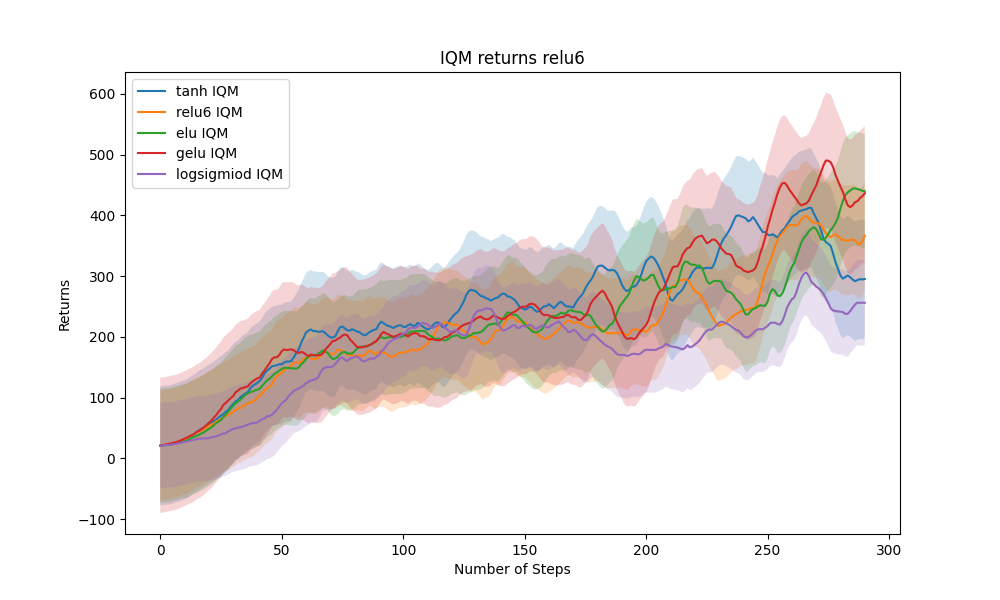 IQM returns relu6
tanh IQM
relu6 IQM
elu IQM
gelu IQM
logsigmiod IQM
600
500
400
300
200
100
0
−100
Returns
0
50
100
150
200
250
300
Number of Steps